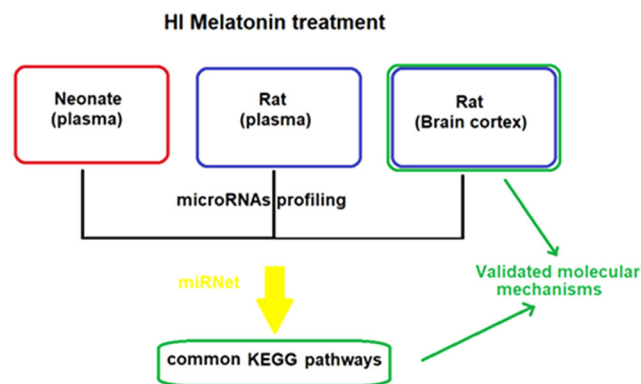 HI Melatonin treatment
Neonate
(plasma)
Rat
(plasma)
Rat
(Brain cortex)
microRNAs profiling
miRNet
Validated molecular
mechanisms
common KEGG pathways